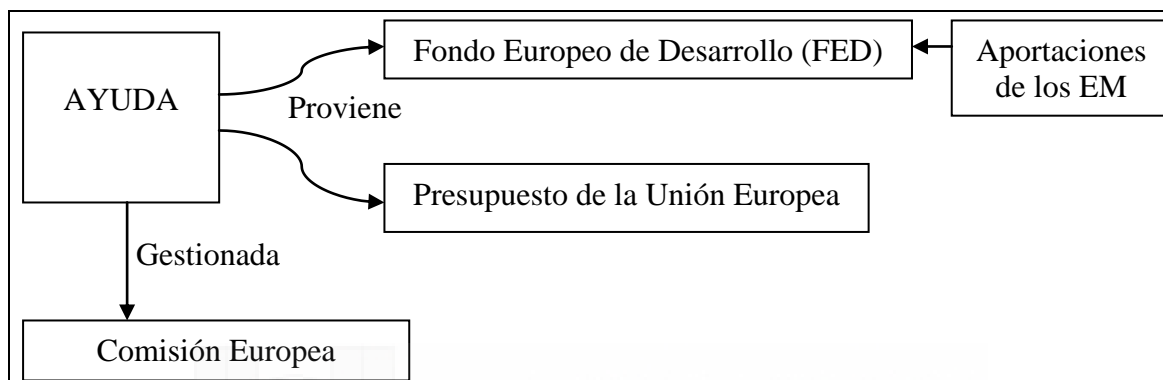 AYUDA
Proviene
Fondo Europeo de Desarrollo (FED)
Aportaciones
de los EM
Presupuesto de la Unión Europea
Gestionada
Comisión Europea